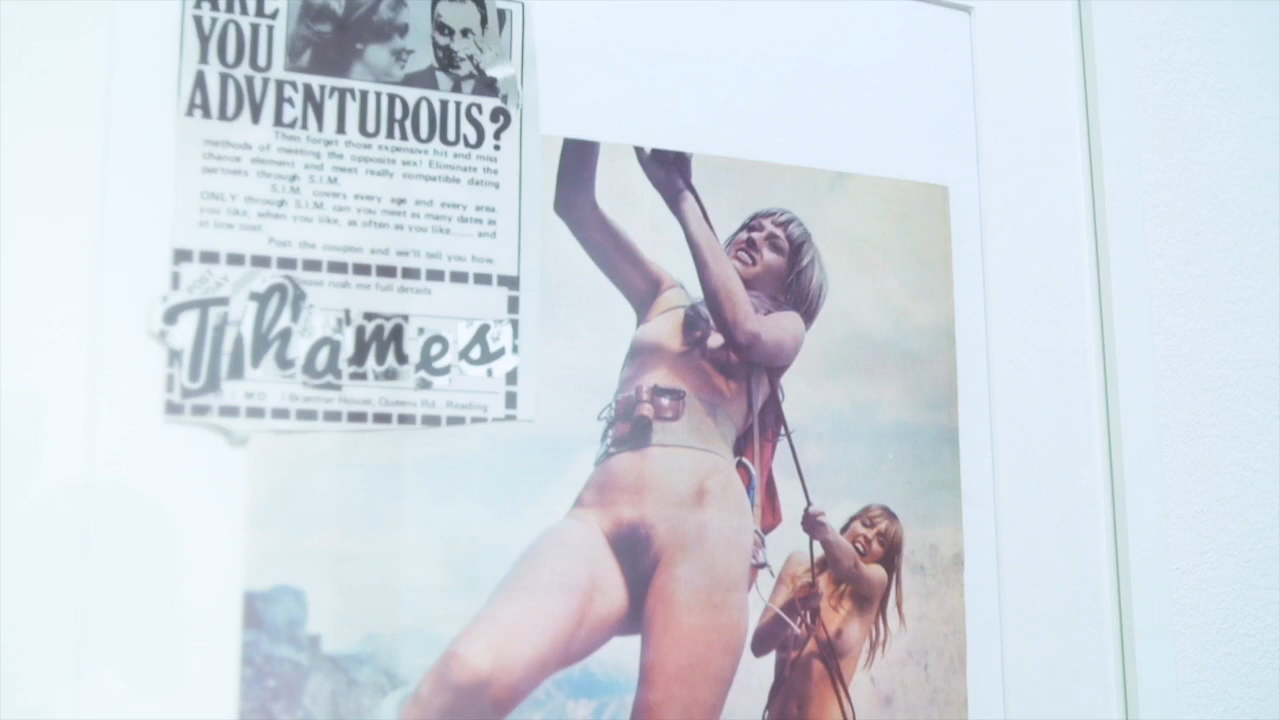 ARE
YOU
ADVENTUROUS?
Then forget those expensive hit and miss
methods of meeting the opposite sex! Eliminate the
chance element and meet really compatible dating
partners through S.I.M.
S.I.M. covers every age and every area.
ONLY through S.I.M. can you meet as many dates as
you like, when you like, as often as you like...... and
at low cost.
Post the coupon and we'll tell you how.
POST
rush me full details
Thames
Braemar House, Queens Rd., Reading